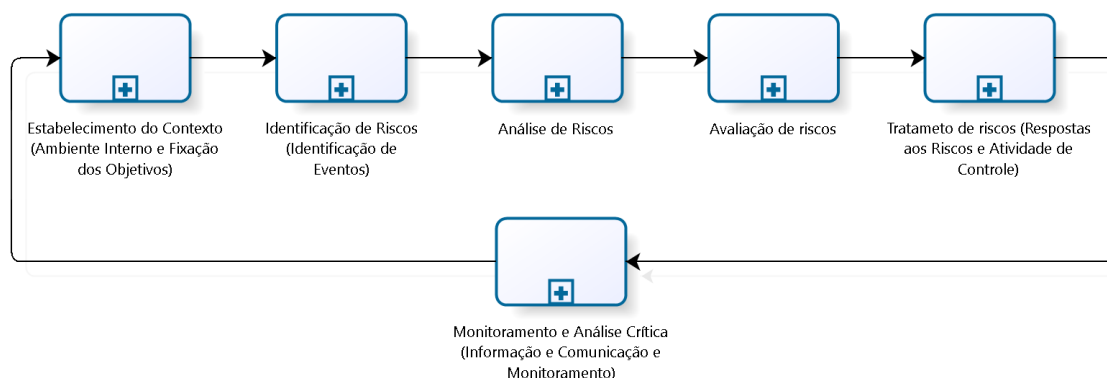 Estabelecimento do Contexto
(Ambiente Interno e Fixação
dos Objetivos)
Identificação de Riscos
(Identificação de
Eventos)
Análise de Riscos
Avaliação de riscos
Tratameto de riscos (Respostas
aos Riscos e Atividade de
Controle)
Monitoramento e Análise Crítica
(Informação e Comunicação e
Monitoramento)